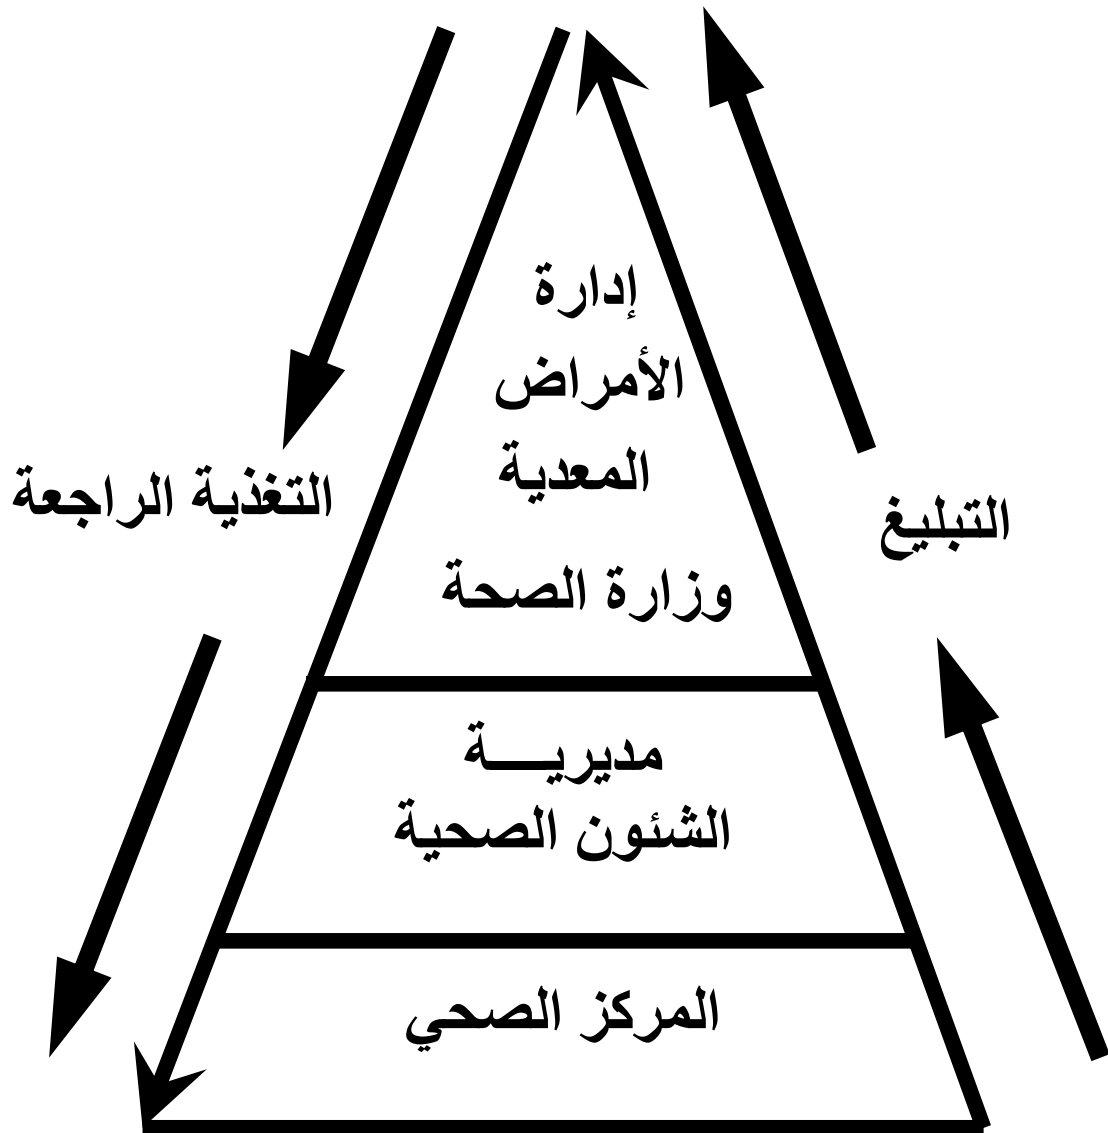 إدارة
الأمراض
المعدية
وزارة الصحة
التغذية الراجعة
التبليغ
مديريـــة
الشئون الصحية
المركز الصحي